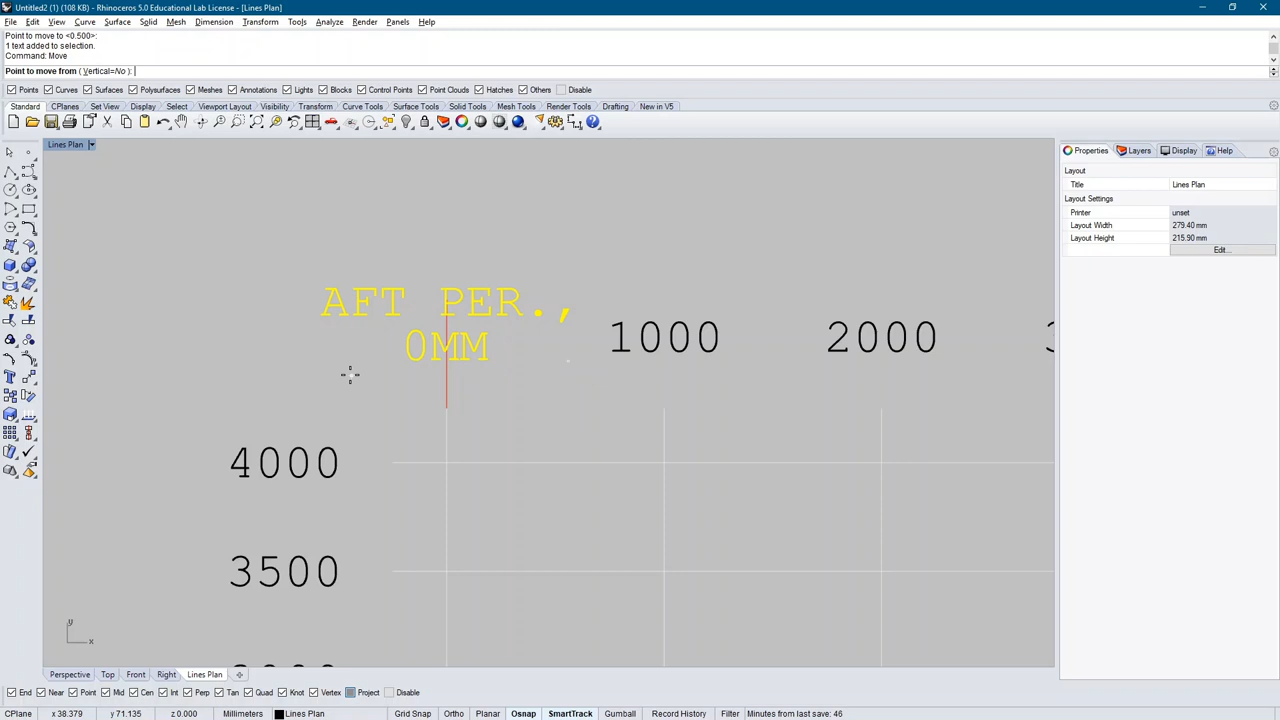 Untitled2 (1) (108 KB) - Rhinoceros 5.0 Educational Lab License - [Lines Plan]
File Edit View Curve Surface Solid Mesh Dimension Transform Tools Analyze Render Panels Help
Point to move to <0.500>:
1 text added to selection.
Command: Move
Point to move from ( Vertical=No ):
Points Curves Surfaces Polysurfaces Meshes Annotations Lights Blocks Control Points Point Clouds Hatches Others Disable
Standard CPlanes Set View Display Select Viewport Layout Visibility Transform Curve Tools Surface Tools Solid Tools Mesh Tools Render Tools Drafting New in V5
Lines Plan
Properties Layers Display Help
Layout
Title Lines Plan
Layout Settings
Printer unset
Layout Width 279.40 mm
Layout Height 215.90 mm
Edit...
AFT PER.,
0MM
1000 2000
4000
3500
y
x
Perspective Top Front Right Lines Plan
End Near Point Mid Cen Int Perp Tan Quad Knot Vertex Project Disable
CPlane x 38.379 y 71.135 z 0.000 Millimeters Lines Plan Grid Snap Ortho Planar Osnap SmartTrack Gumball Record History Filter Minutes from last save: 46